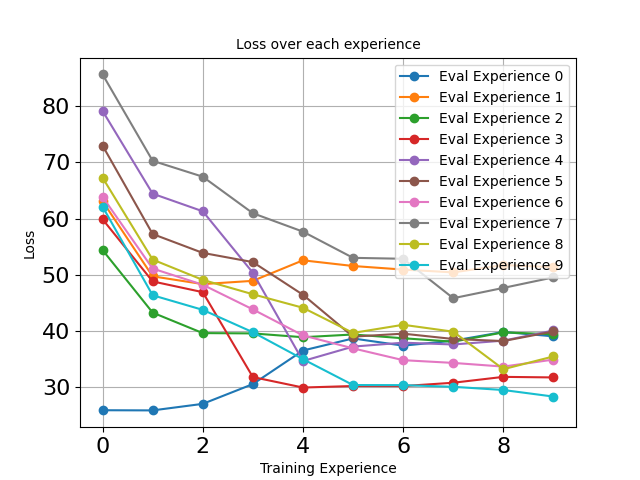 Loss over each experience
Eval Experience 0
Eval Experience 1
Eval Experience 2
Eval Experience 3
Eval Experience 4
Eval Experience 5
Eval Experience 6
Eval Experience 7
Eval Experience 8
Eval Experience 9
Loss
80
70
60
50
40
30
0 2 4 6 8
Training Experience